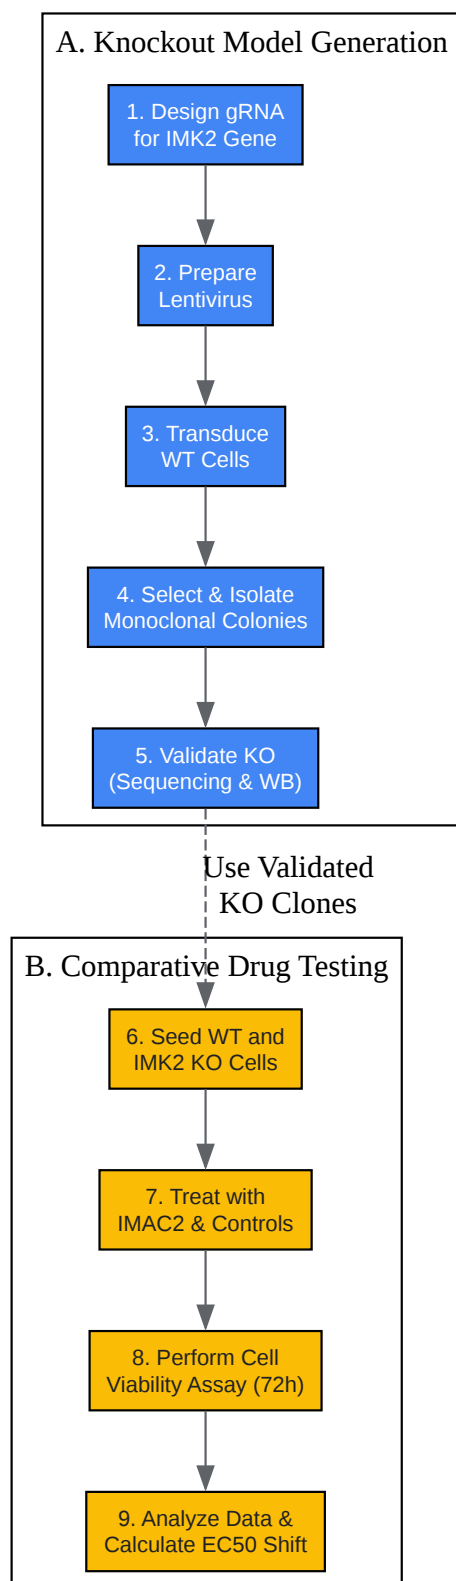 A. Knockout Model Generation
1. Design gRNA
for IMK2 Gene
2. Prepare
Lentivirus
3. Transduce
WT Cells
4. Select & Isolate
Monoclonal Colonies
5. Validate KO
(Sequencing & WB)
Use Validated
KO Clones
B. Comparative Drug Testing
6. Seed WT and
IMK2 KO Cells
7. Treat with
IMAC2 & Controls
8. Perform Cell
Viability Assay (72h)
9. Analyze Data &
Calculate EC50 Shift